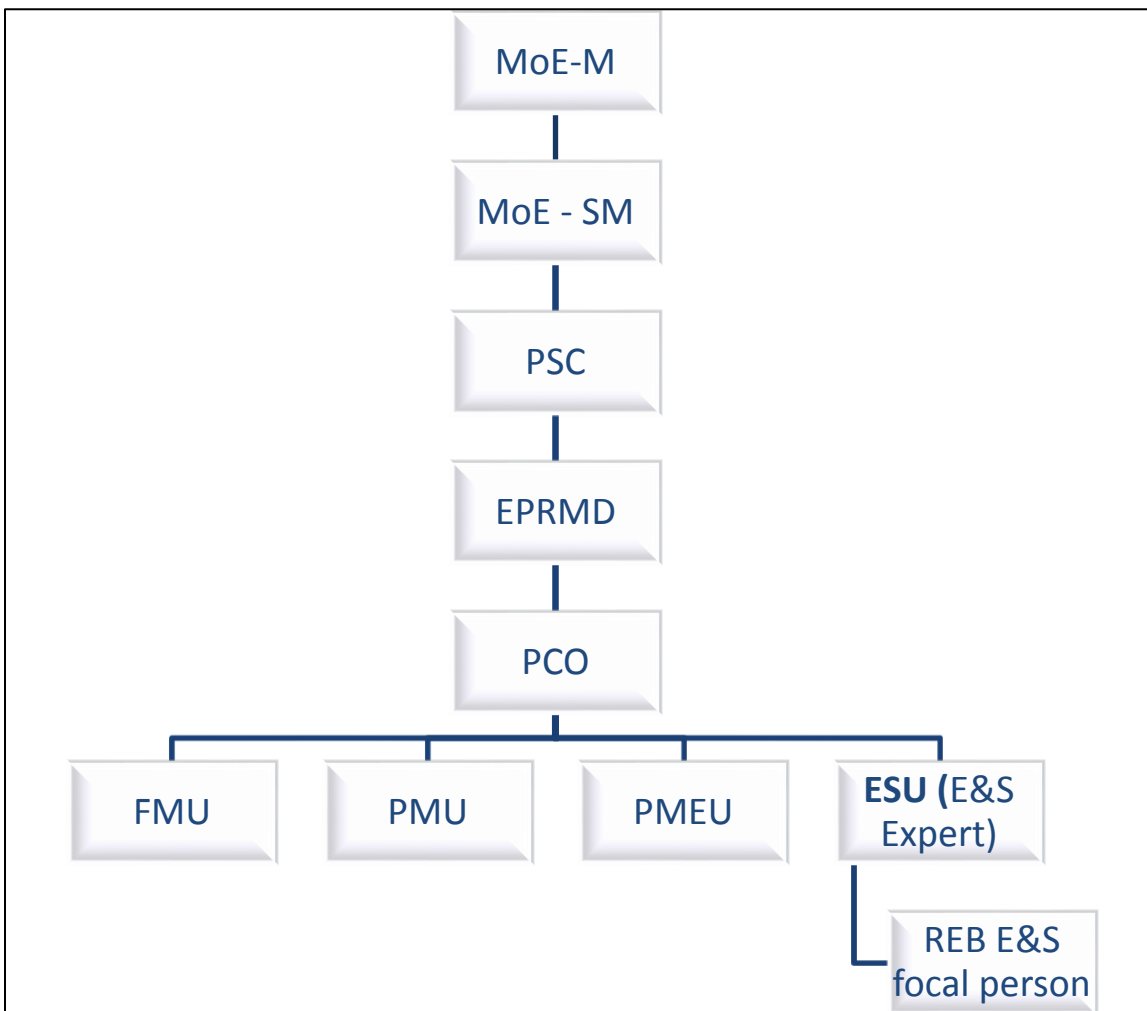 MoE-M
MoE - SM
PSC
EPRMD
PCO
FMU
PMU
PMEU
ESU (E&S
Expert)
REB E&S
focal person